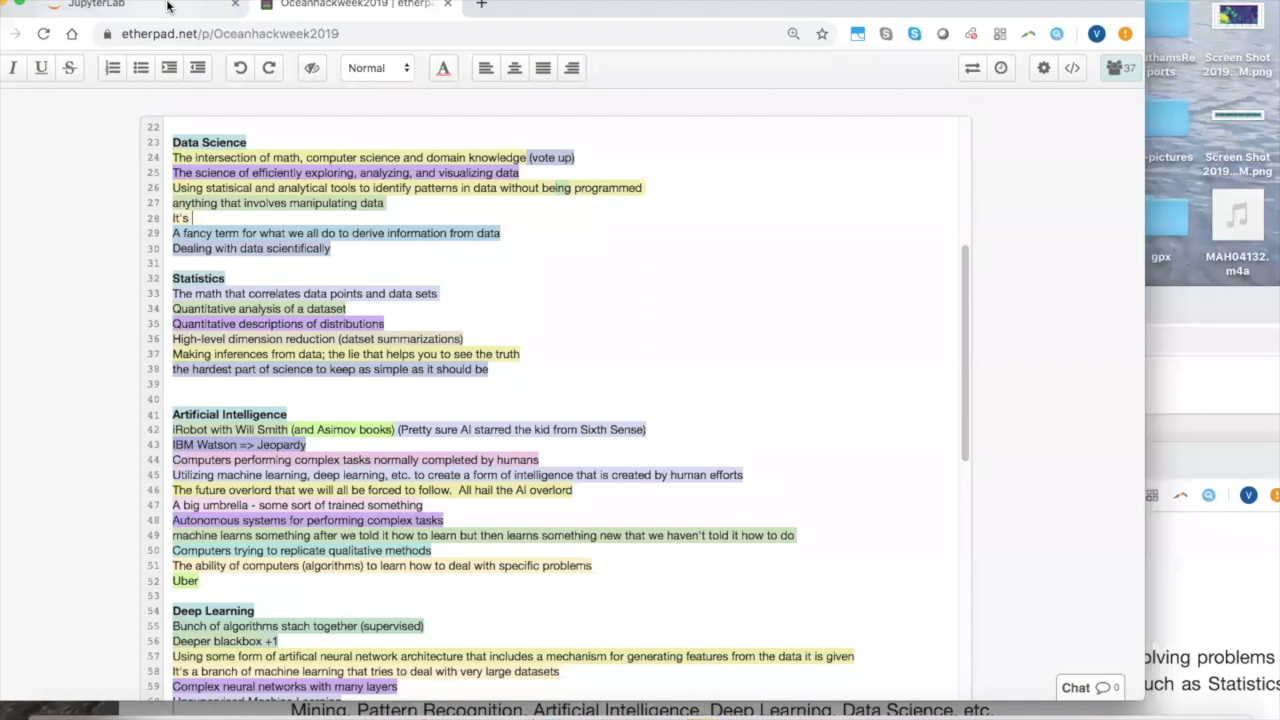 JupyterLab
Oceanhackweek2019 | etherpa
etherpad.net/p/Oceanhackweek2019
V
I U S Normal A 37
22
23 Data Science
24 The intersection of math, computer science and domain knowledge (vote up)
25 The science of efficiently exploring, analyzing, and visualizing data
26 Using statisical and analytical tools to identify patterns in data without being programmed
27 anything that involves manipulating data
28 It's
29 A fancy term for what we all do to derive information from data
30 Dealing with data scientifically
31
32 Statistics
33 The math that correlates data points and data sets
34 Quantitative analysis of a dataset
35 Quantitative descriptions of distributions
36 High-level dimension reduction (datset summarizations)
37 Making inferences from data; the lie that helps you to see the truth
38 the hardest part of science to keep as simple as it should be
39
40
41 Artificial Intelligence
42 iRobot with Will Smith (and Asimov books) (Pretty sure AI starred the kid from Sixth Sense)
43 IBM Watson => Jeopardy
44 Computers performing complex tasks normally completed by humans
45 Utilizing machine learning, deep learning, etc. to create a form of intelligence that is created by human efforts
46 The future overlord that we will all be forced to follow. All hail the AI overlord
47 A big umbrella - some sort of trained something
48 Autonomous systems for performing complex tasks
49 machine learns something after we told it how to learn but then learns something new that we haven't told it how to do
50 Computers trying to replicate qualitative methods
51 The ability of computers (algorithms) to learn how to deal with specific problems
52 Uber
53
54 Deep Learning
55 Bunch of algorithms stach together (supervised)
56 Deeper blackbox +1
57 Using some form of artifical neural network architecture that includes a mechanism for generating features from the data it is given
58 It's a branch of machine learning that tries to deal with very large datasets
59 Complex neural networks with many layers
Chat 0
thamsRe
ports
Screen Shot
2019...M.png
-pictures
Screen Shot
2019...M.png
gpx
MAH04132.
m4a
V
olving problems
uch as Statistics
Mining, Pattern Recognition, Artificial Intelligence, Deep Learning, Data Science, etc.